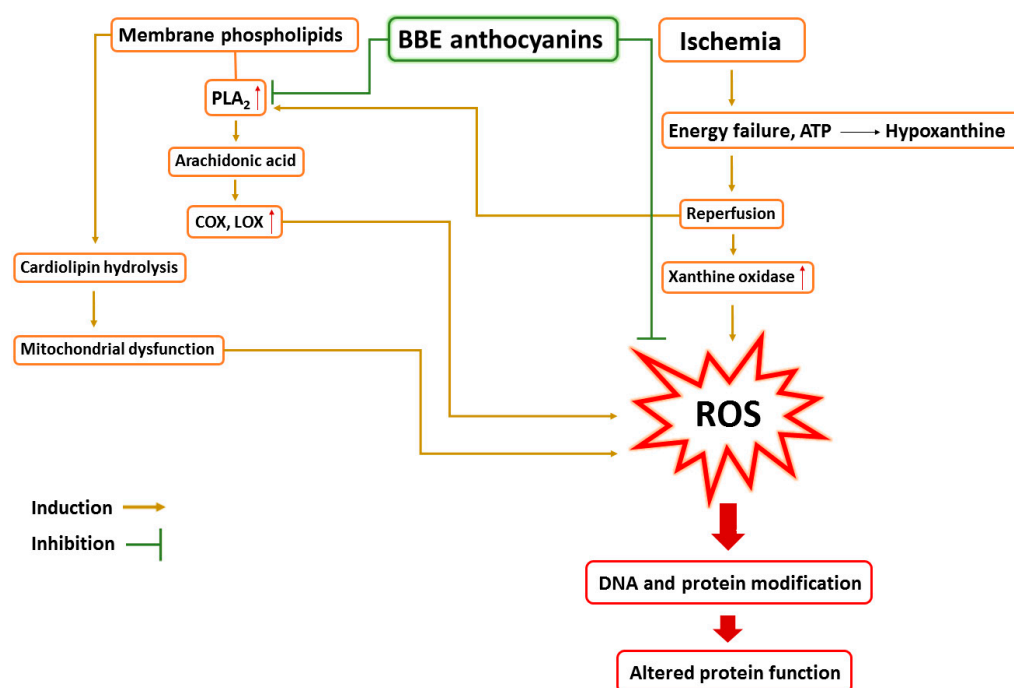 Membrane phospholipids
BBE anthocyanins
Ischemia
PLA₂
Energy failure, ATP → Hypoxanthine
Arachidonic acid
COX, LOX
Reperfusion
Cardiolipin hydrolysis
Xanthine oxidase
Mitochondrial dysfunction
ROS
Induction
Inhibition
DNA and protein modification
Altered protein function